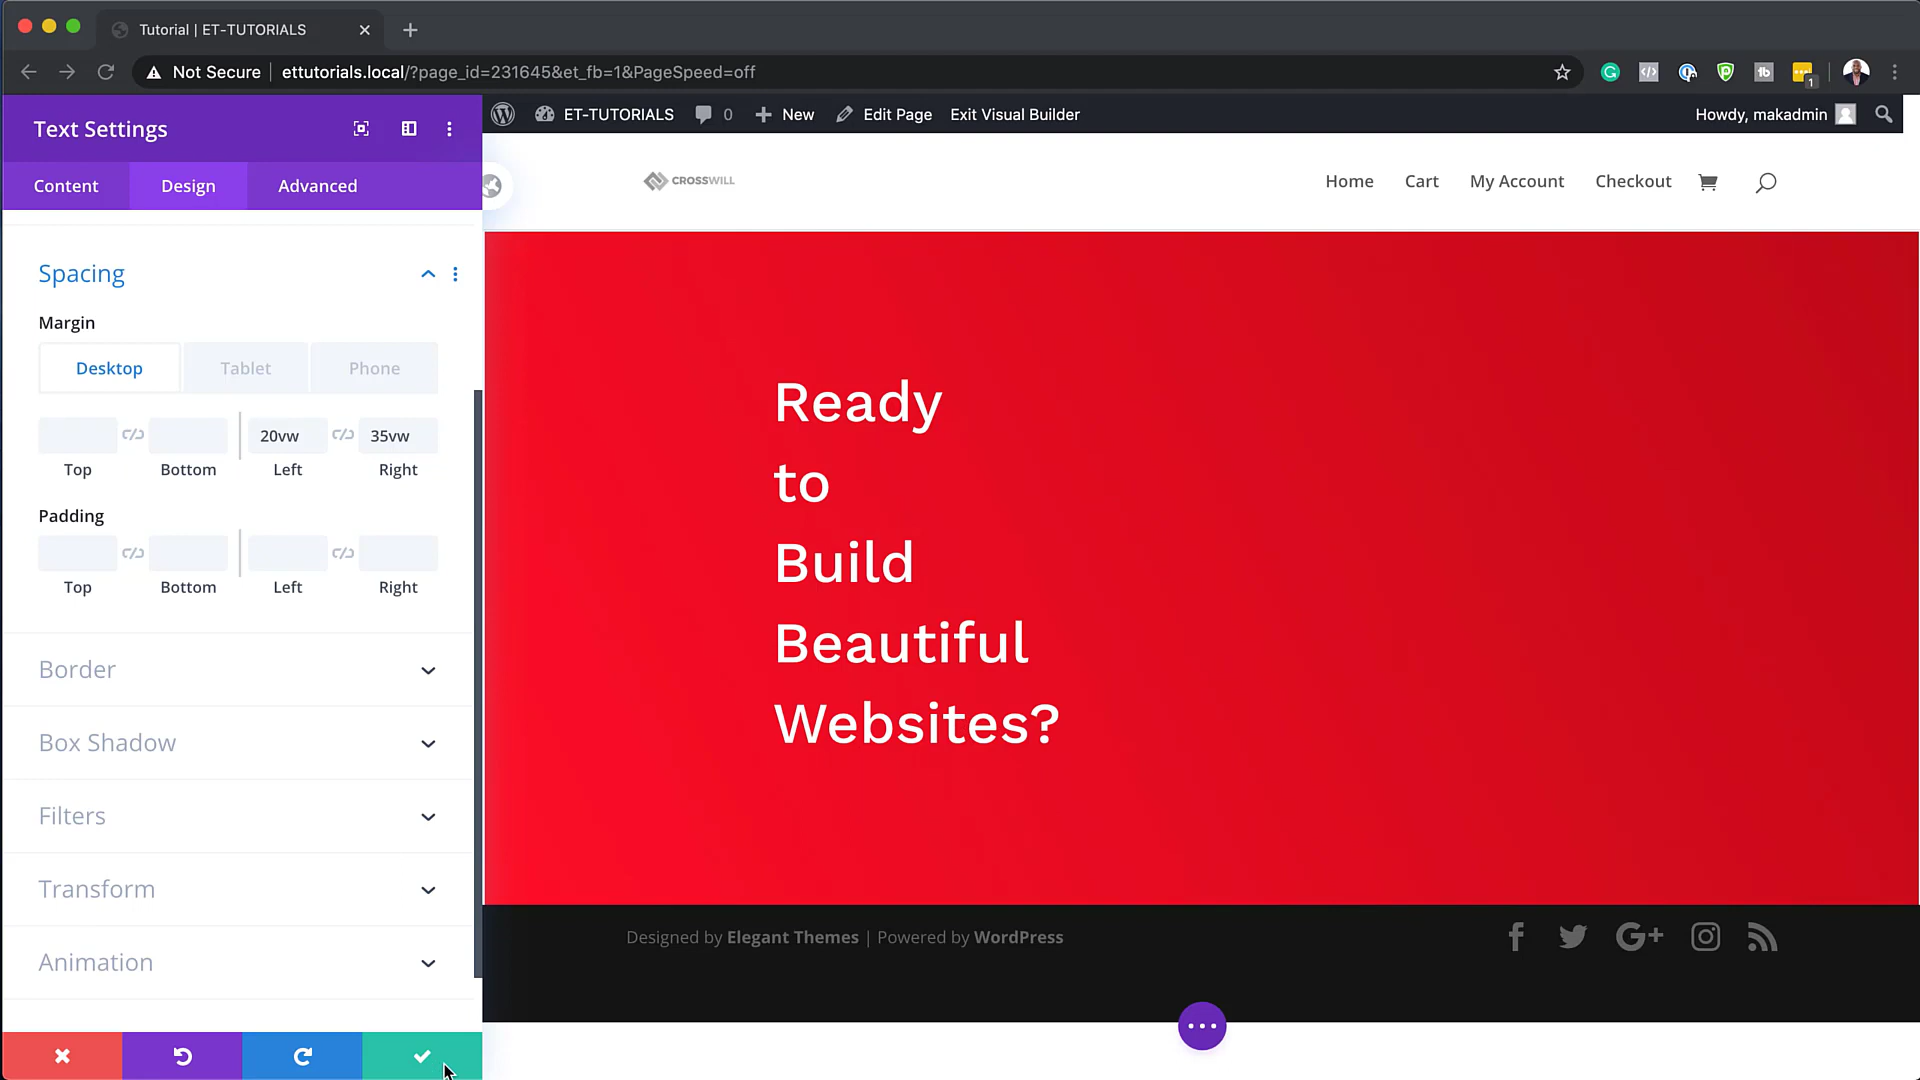 Tutorial | ET-TUTORIALS
Not Secure | ettutorials.local/?page_id=231645&et_fb=1&PageSpeed=off
1
Text Settings
ET-TUTORIALS 0 New Edit Page Exit Visual Builder Howdy, makadmin
Content Design Advanced
CROSSWILL
Home Cart My Account Checkout
Spacing
Margin
Desktop Tablet Phone
20vw 35vw
Top Bottom Left Right
Padding
Top Bottom Left Right
Border
Box Shadow
Filters
Transform
Animation
Ready
to
Build
Beautiful
Websites?
Designed by Elegant Themes | Powered by WordPress